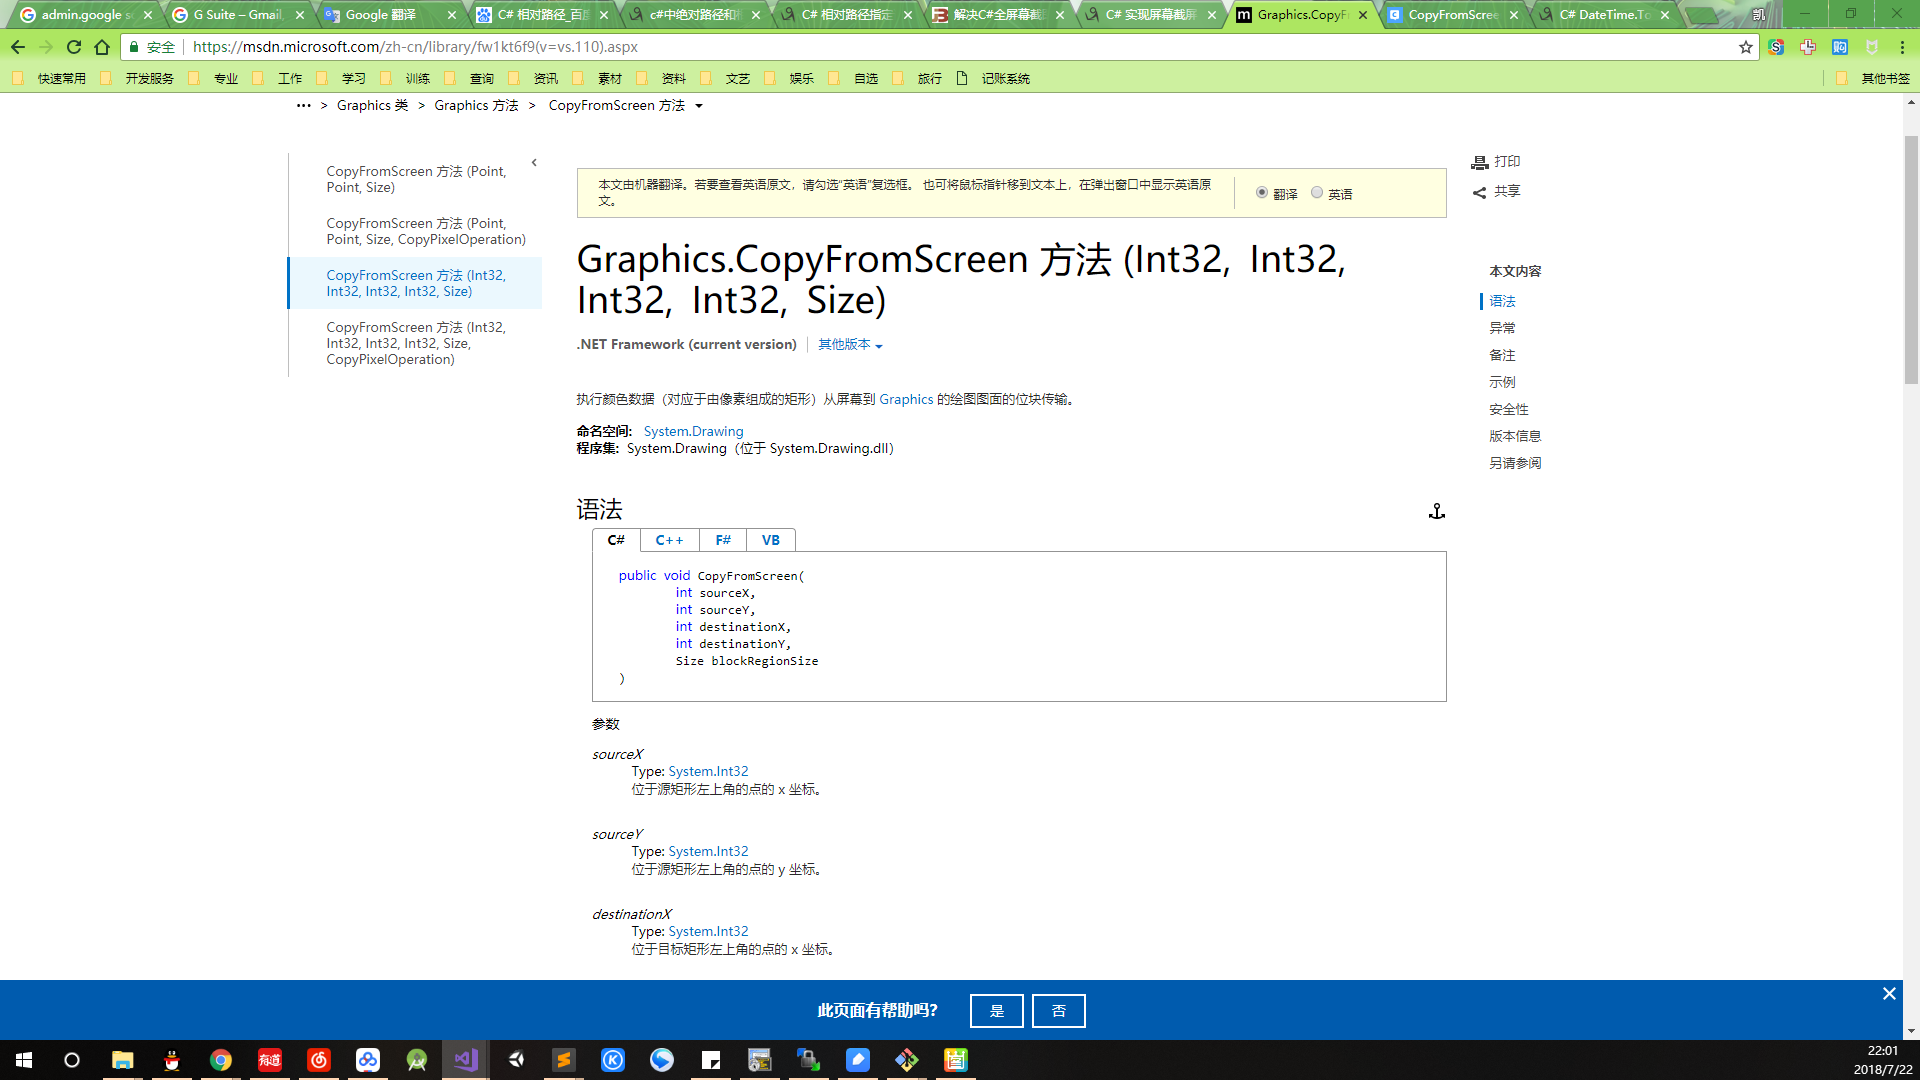 admin.google s
G Suite – Gmail
Google 翻译
C# 相对路径_百度
c#中绝对路径和相
C# 相对路径指定
解决C#全屏幕截
C# 实现屏幕截屏
Graphics.CopyFr
CopyFromScree
C# DateTime.To
凯
安全 https://msdn.microsoft.com/zh-cn/library/fw1kt6f9(v=vs.110).aspx
快速常用 开发服务 专业 工作 学习 训练 查询 资讯 素材 资料 文艺 娱乐 自选 旅行 记账系统 其他书签
••• > Graphics 类 > Graphics 方法 > CopyFromScreen 方法
CopyFromScreen 方法 (Point,
Point, Size)
CopyFromScreen 方法 (Point,
Point, Size, CopyPixelOperation)
CopyFromScreen 方法 (Int32,
Int32, Int32, Int32, Size)
CopyFromScreen 方法 (Int32,
Int32, Int32, Int32, Size,
CopyPixelOperation)
本文由机器翻译。若要查看英语原文，请勾选“英语”复选框。 也可将鼠标指针移到文本上，在弹出窗口中显示英语原
文。
翻译 英语
打印
共享
Graphics.CopyFromScreen 方法 (Int32, Int32,
Int32, Int32, Size)
.NET Framework (current version) 其他版本
执行颜色数据（对应于由像素组成的矩形）从屏幕到 Graphics 的绘图图面的位块传输。
命名空间: System.Drawing
程序集: System.Drawing（位于 System.Drawing.dll）
本文内容
语法
异常
备注
示例
安全性
版本信息
另请参阅
语法
C# C++ F# VB
public void CopyFromScreen(
int sourceX,
int sourceY,
int destinationX,
int destinationY,
Size blockRegionSize
)
参数
sourceX
Type: System.Int32
位于源矩形左上角的点的 x 坐标。
sourceY
Type: System.Int32
位于源矩形左上角的点的 y 坐标。
destinationX
Type: System.Int32
位于目标矩形左上角的点的 x 坐标。
此页面有帮助吗? 是 否
有道
22:01
2018/7/22